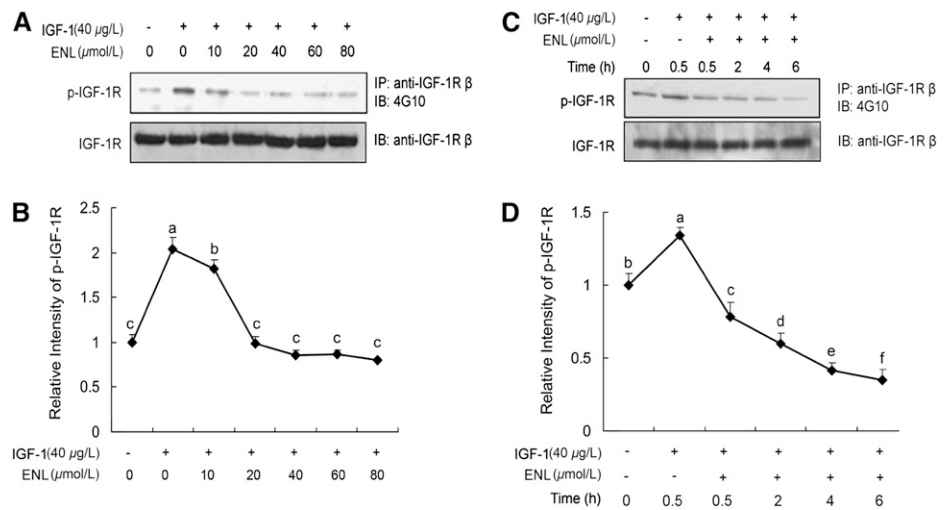 A
IGF-1(40 µg/L) - + + + + + +
ENL(µmol/L) 0 0 10 20 40 60 80
p-IGF-1R
IP: anti-IGF-1R β
IB: 4G10
IGF-1R
IB: anti-IGF-1R β
C
IGF-1(40 µg/L) - + + + + +
ENL(µmol/L) - - + + + +
Time (h) 0 0.5 0.5 2 4 6
p-IGF-1R
IP: anti-IGF-1R β
IB: 4G10
IGF-1R
IB: anti-IGF-1R β
B
Relative Intensity of p-IGF-1R
2.5
2
1.5
1
0.5
0
c a b c c c c
IGF-1(40 µg/L) - + + + + + +
ENL(µmol/L) 0 0 10 20 40 60 80
D
Relative Intensity of p-IGF-1R
1.5
1
0.5
0
b a c d e f
IGF-1(40 µg/L) - + + + + +
ENL (µmol/L) - - + + + +
Time (h) 0 0.5 0.5 2 4 6